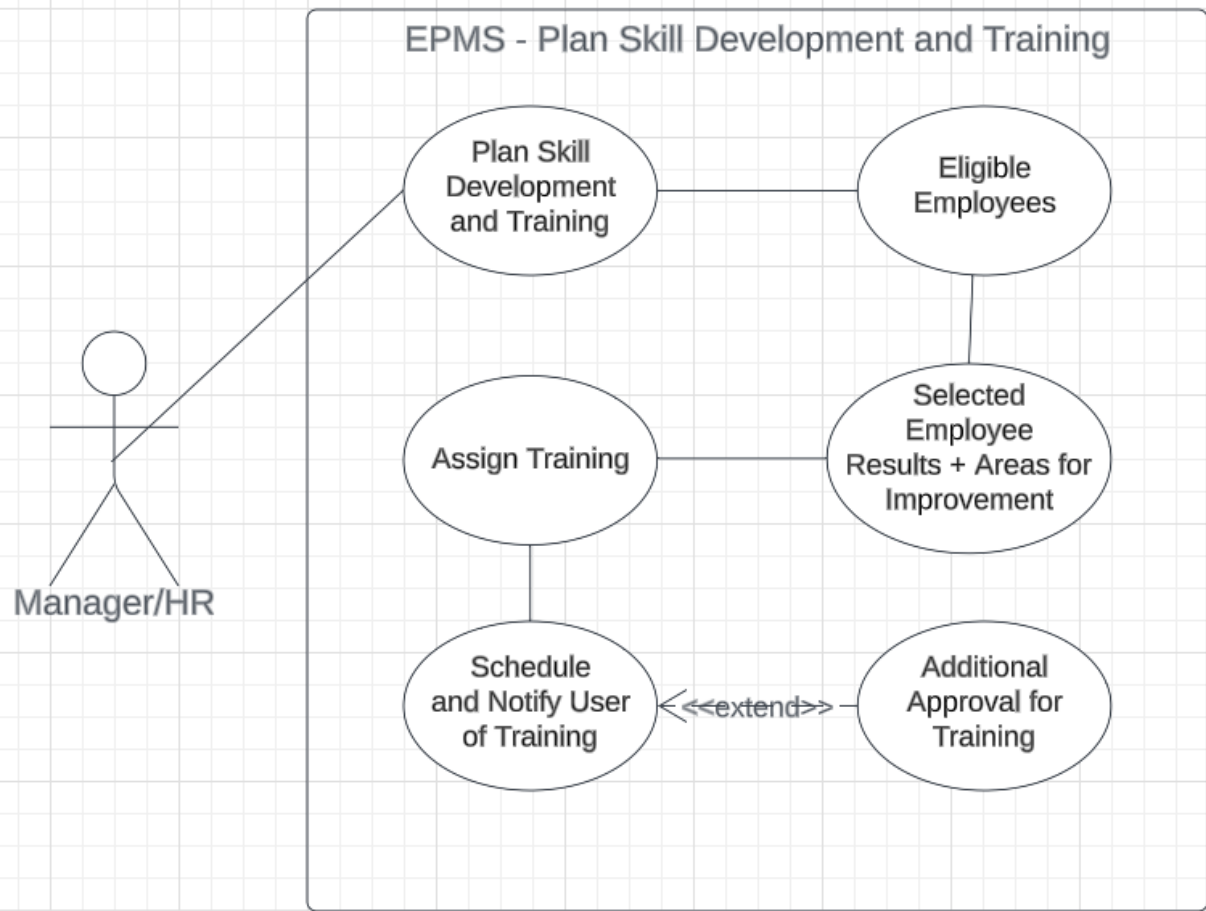 EPMS - Plan Skill Development and Training
Plan Skill
Development
and Training
Eligible
Employees
Selected
Employee
Results + Areas for
Improvement
Assign Training
Manager/HR
Schedule
and Notify User
of Training
<<extend>>
Additional
Approval for
Training